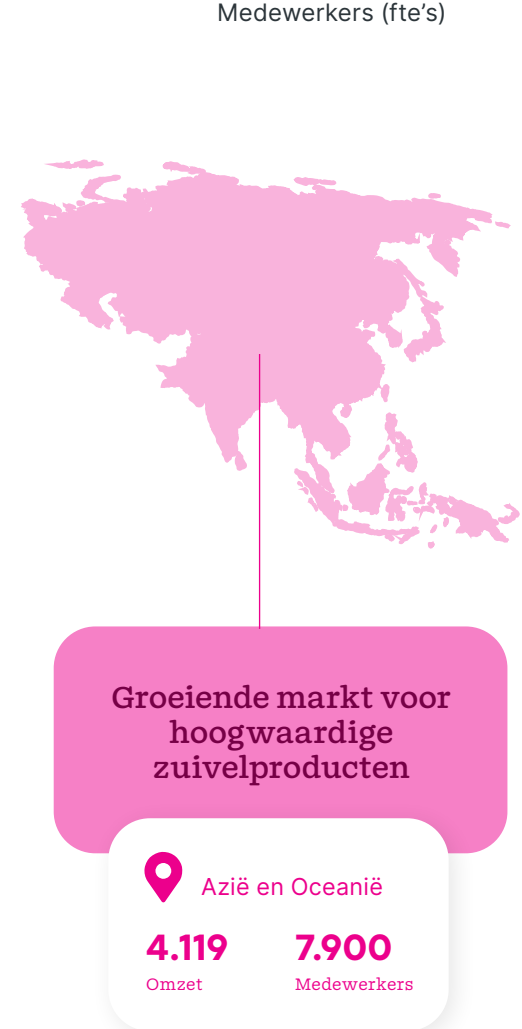 Medewerkers (fte’s)
Groeiende markt voor
hoogwaardige
zuivelproducten
Azië en Oceanië
4.119 7.900
Omzet Medewerkers